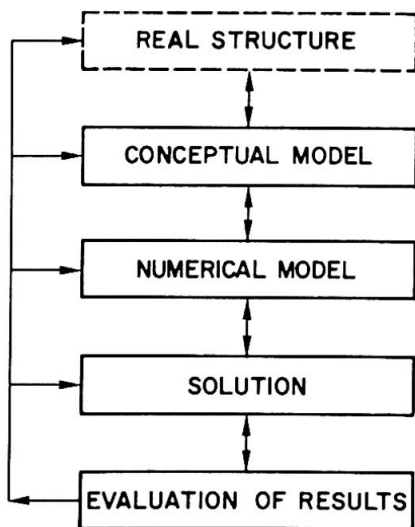 REAL STRUCTURE
CONCEPTUAL MODEL
NUMERICAL MODEL
SOLUTION
EVALUATION OF RESULTS